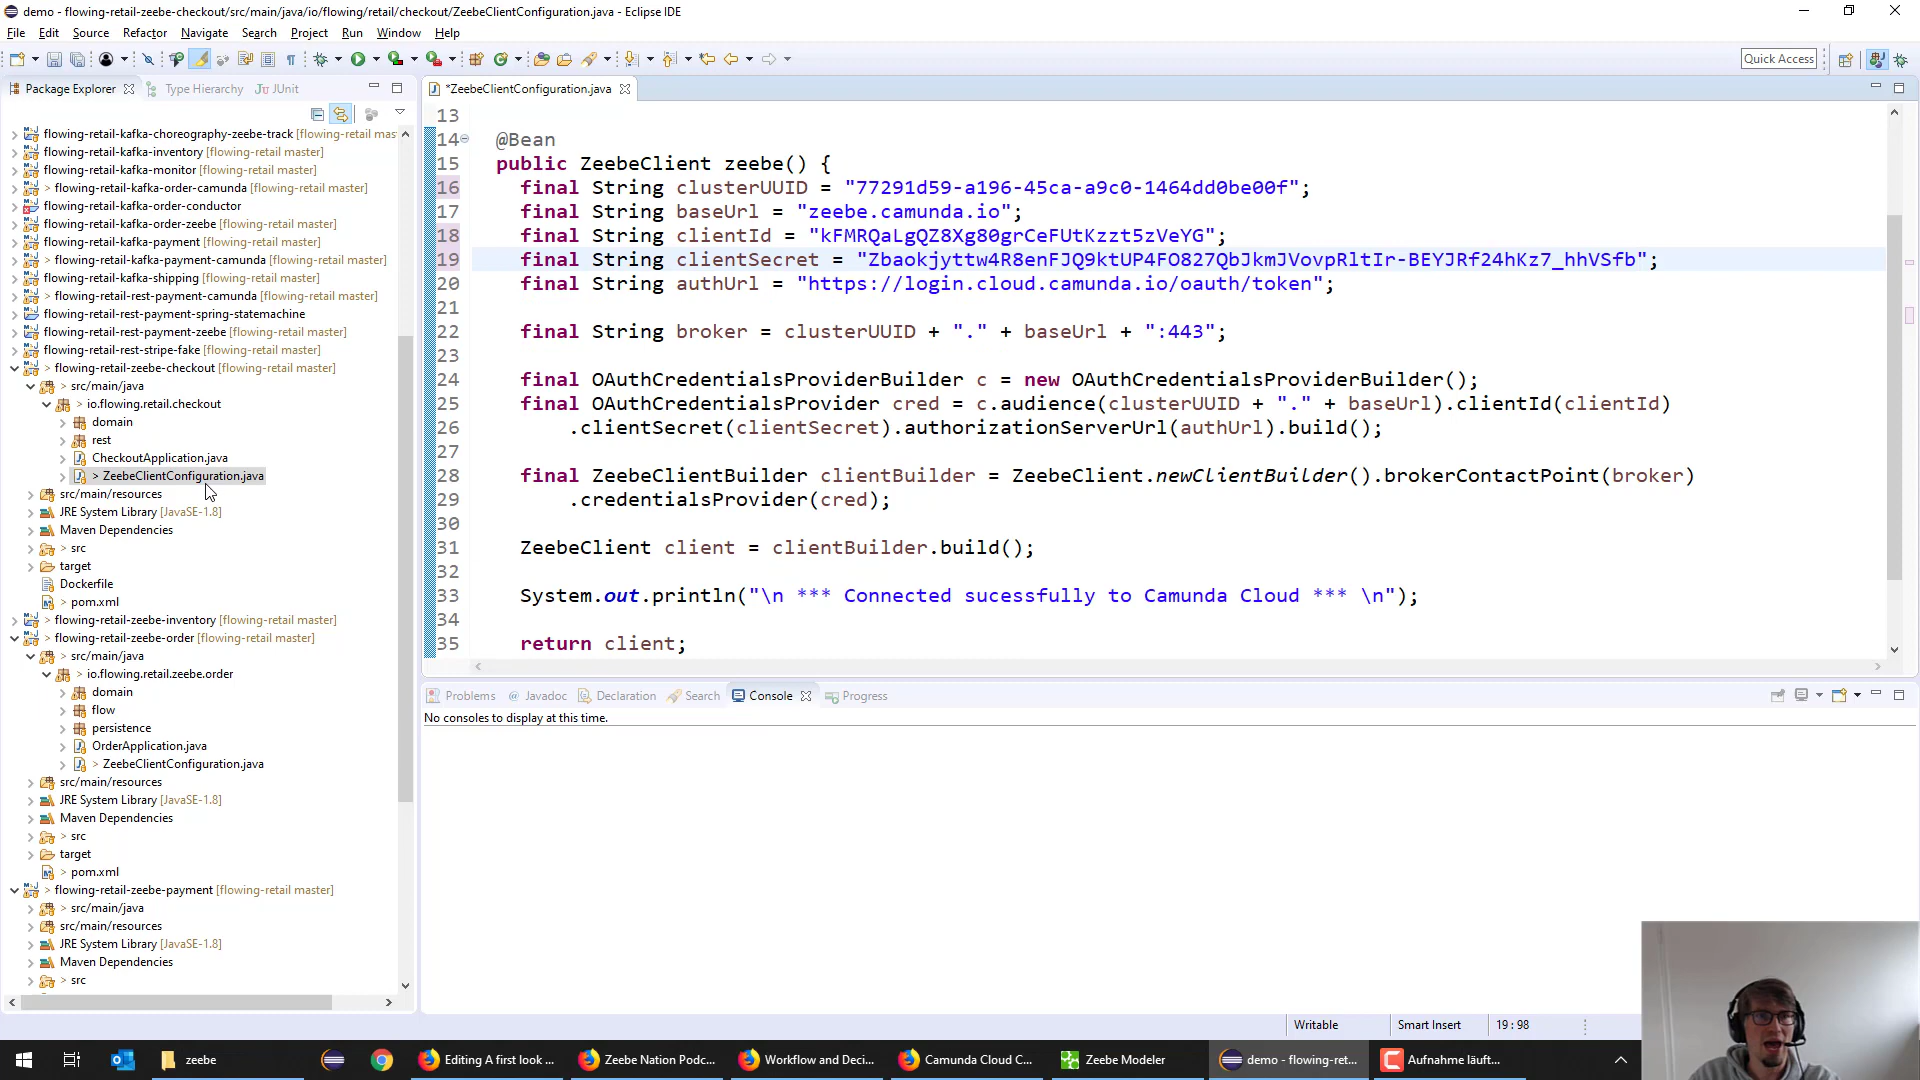 demo - flowing-retail-zeebe-checkout/src/main/java/io/flowing/retail/checkout/ZeebeClientConfiguration.java - Eclipse IDE
File Edit Source Refactor Navigate Search Project Run Window Help
Quick Access
Package Explorer Type Hierarchy JUnit
*ZeebeClientConfiguration.java
flowing-retail-kafka-choreography-zeebe-track [flowing-retail mas
flowing-retail-kafka-inventory [flowing-retail master]
flowing-retail-kafka-monitor [flowing-retail master]
> flowing-retail-kafka-order-camunda [flowing-retail master]
flowing-retail-kafka-order-conductor
flowing-retail-kafka-order-zeebe [flowing-retail master]
flowing-retail-kafka-payment [flowing-retail master]
> flowing-retail-kafka-payment-camunda [flowing-retail master]
flowing-retail-kafka-shipping [flowing-retail master]
> flowing-retail-rest-payment-camunda [flowing-retail master]
flowing-retail-rest-payment-spring-statemachine
flowing-retail-rest-payment-zeebe [flowing-retail master]
flowing-retail-rest-stripe-fake [flowing-retail master]
> flowing-retail-zeebe-checkout [flowing-retail master]
> src/main/java
> io.flowing.retail.checkout
domain
rest
CheckoutApplication.java
> ZeebeClientConfiguration.java
src/main/resources
JRE System Library [JavaSE-1.8]
Maven Dependencies
> src
target
Dockerfile
> pom.xml
> flowing-retail-zeebe-inventory [flowing-retail master]
> flowing-retail-zeebe-order [flowing-retail master]
> src/main/java
> io.flowing.retail.zeebe.order
domain
flow
persistence
OrderApplication.java
> ZeebeClientConfiguration.java
src/main/resources
JRE System Library [JavaSE-1.8]
Maven Dependencies
> src
target
> pom.xml
> flowing-retail-zeebe-payment [flowing-retail master]
> src/main/java
> src/main/resources
JRE System Library [JavaSE-1.8]
Maven Dependencies
> src
13
14 @Bean
15 public ZeebeClient zeebe() {
16 final String clusterUUID = "77291d59-a196-45ca-a9c0-1464dd0be00f";
17 final String baseUrl = "zeebe.camunda.io";
18 final String clientId = "kFMRQaLgQZ8Xg80grCeFUtKzzt5zVeYG";
19 final String clientSecret = "Zbaokjyttw4R8enFJQ9ktUP4FO827QbJkmJVovpRltIr-BEYJRf24hKz7_hhVSfb";
20 final String authUrl = "https://login.cloud.camunda.io/oauth/token";
21
22 final String broker = clusterUUID + "." + baseUrl + ":443";
23
24 final OAuthCredentialsProviderBuilder c = new OAuthCredentialsProviderBuilder();
25 final OAuthCredentialsProvider cred = c.audience(clusterUUID + "." + baseUrl).clientId(clientId)
26 .clientSecret(clientSecret).authorizationServerUrl(authUrl).build();
27
28 final ZeebeClientBuilder clientBuilder = ZeebeClient.newClientBuilder().brokerContactPoint(broker)
29 .credentialsProvider(cred);
30
31 ZeebeClient client = clientBuilder.build();
32
33 System.out.println("\n *** Connected sucessfully to Camunda Cloud *** \n");
34
35 return client;
Problems Javadoc Declaration Search Console Progress
No consoles to display at this time.
Writable Smart Insert 19 : 98
zeebe Editing A first look ... Zeebe Nation Podc... Workflow and Deci... Camunda Cloud C... Zeebe Modeler demo - flowing-ret... Aufnahme läuft...